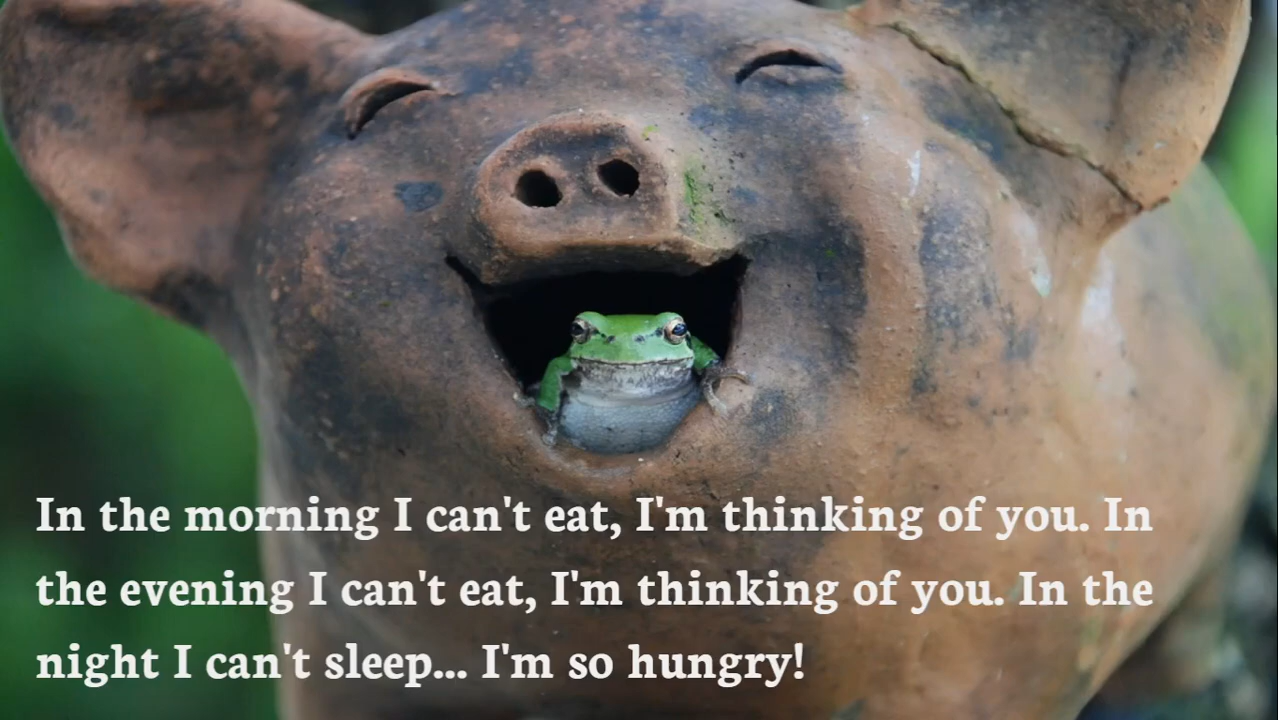 In the morning I can't eat, I'm thinking of you. In
the evening I can't eat, I'm thinking of you. In the
night I can't sleep... I'm so hungry!